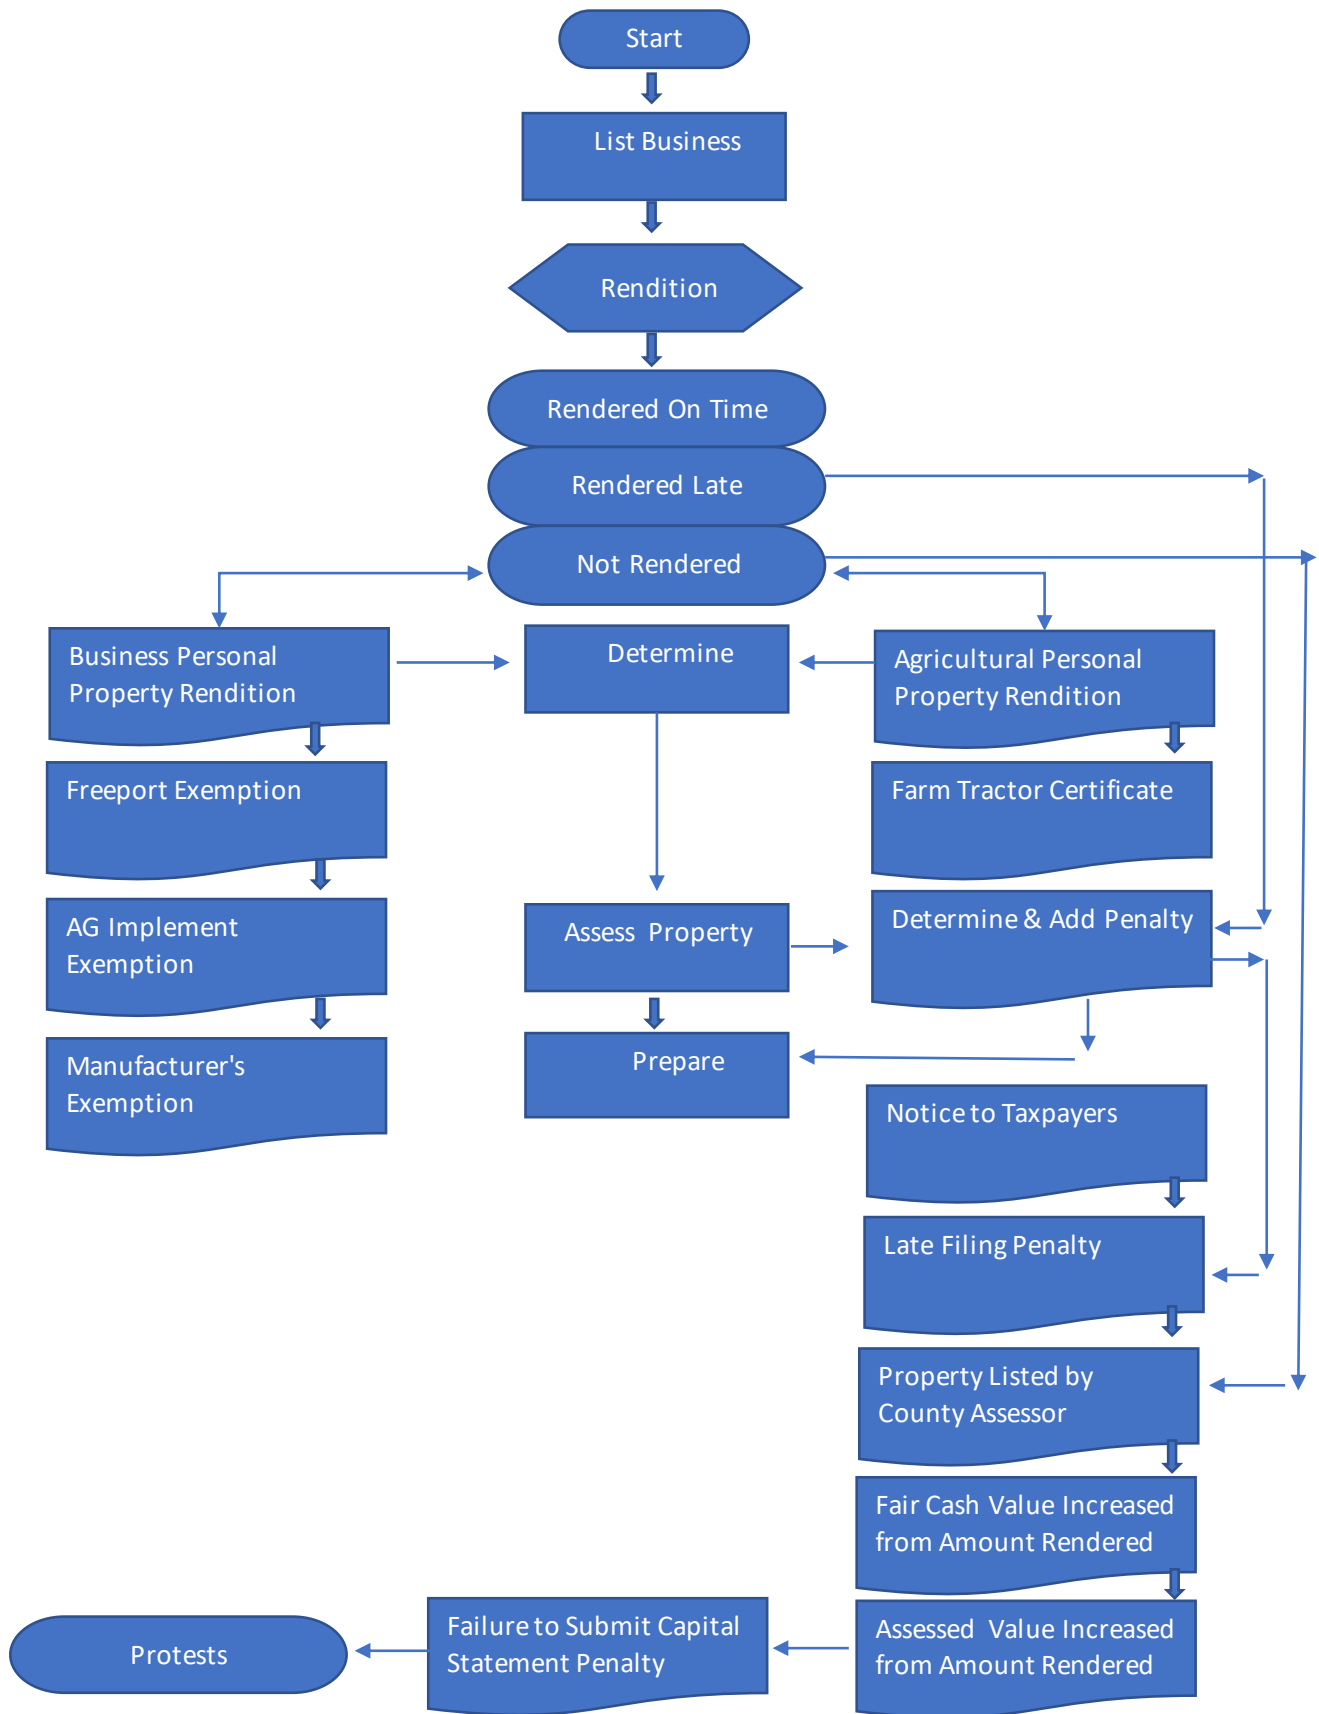 Start
List Business
Rendition
Rendered On Time
Rendered Late
Not Rendered
Business Personal
Property Rendition
Determine
Agricultural Personal
Property Rendition
Freeport Exemption
Farm Tractor Certificate
AG Implement
Exemption
Assess Property
Determine & Add Penalty
Manufacturer's
Exemption
Prepare
Notice to Taxpayers
Late Filing Penalty
Property Listed by
County Assessor
Fair Cash Value Increased
from Amount Rendered
Assessed Value Increased
from Amount Rendered
Failure to Submit Capital
Statement Penalty
Protests